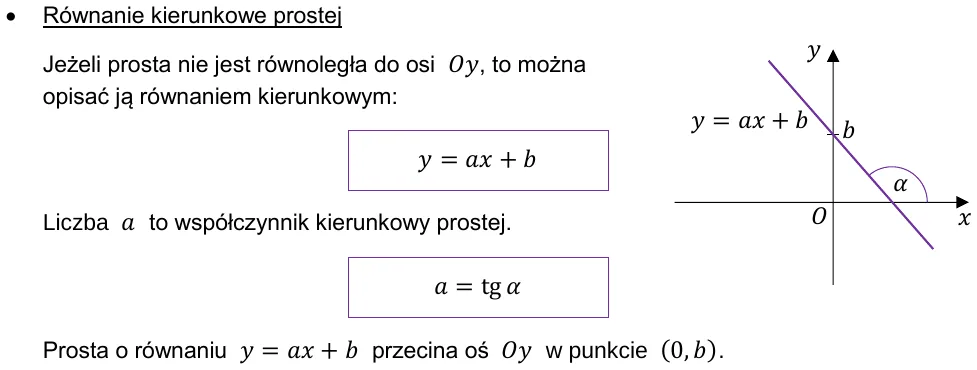 • Równanie kierunkowe prostej
Jeżeli prosta nie jest równoległa do osi Oy, to można
opisać ją równaniem kierunkowym:
y = ax + b
Liczba a to współczynnik kierunkowy prostej.
a = tg α
Prosta o równaniu y = ax + b przecina oś Oy w punkcie (0, b).
y
y = ax + b
b
α
O
x